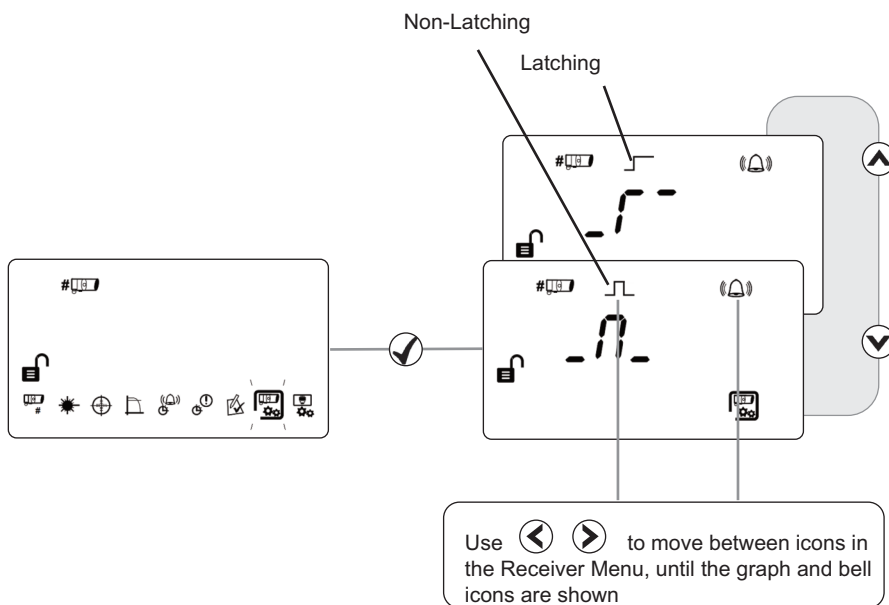 Non-Latching
Latching
#
#
#
#
Use to move between icons in
the Receiver Menu, until the graph and bell
icons are shown